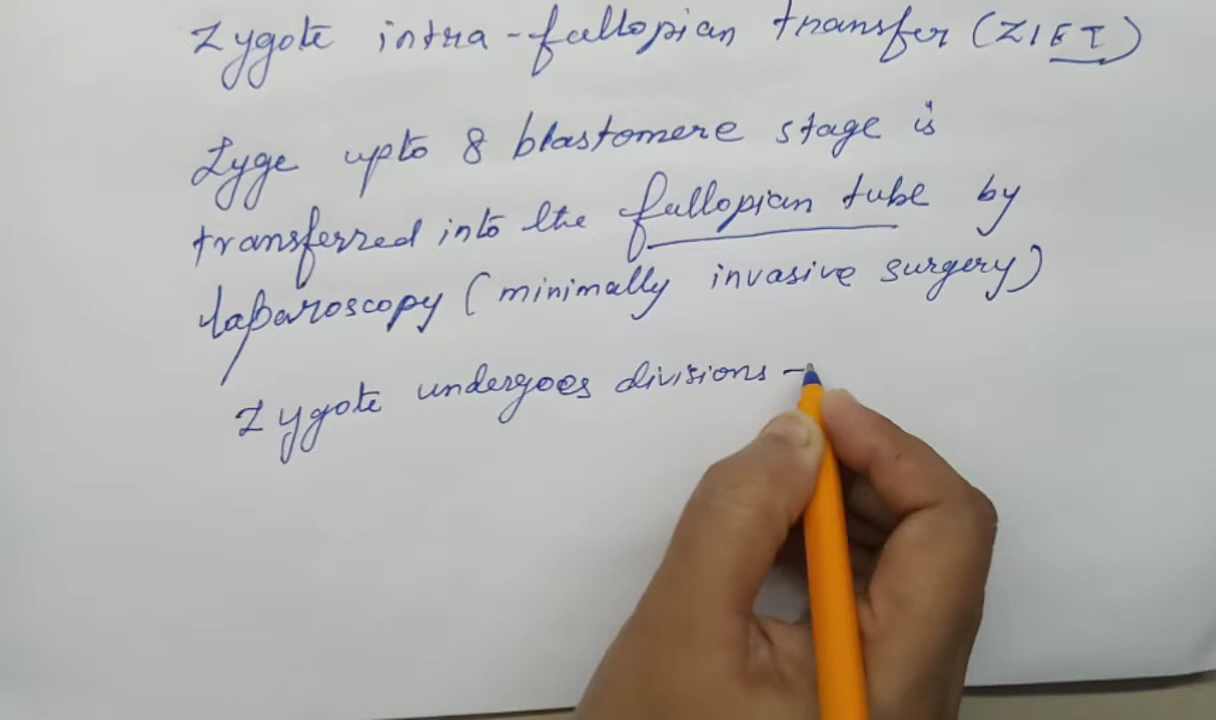 Zygote intra-fallopian transfer (ZIFT)
Zyge upto 8 blastomere stage is
transferred into the fallopian tube by
laparoscopy (minimally invasive surgery)
Zygote undergoes divisions -